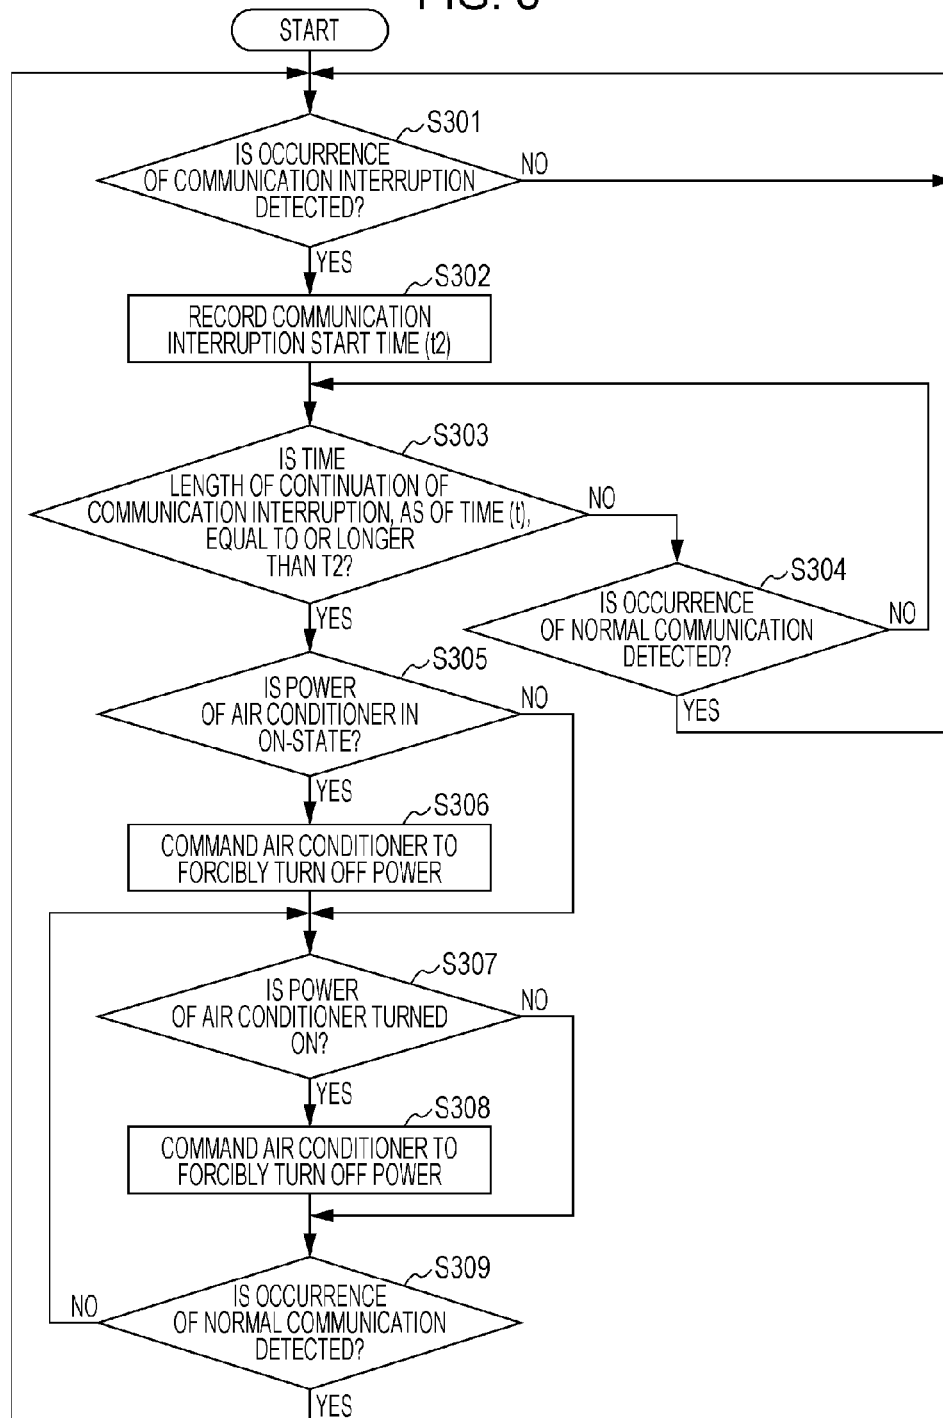 START
S301
IS OCCURRENCE
OF COMMUNICATION INTERRUPTION
DETECTED?
NO
YES
S302
RECORD COMMUNICATION
INTERRUPTION START TIME (t2)
S303
IS TIME
LENGTH OF CONTINUATION OF
COMMUNICATION INTERRUPTION, AS OF TIME (t),
EQUAL TO OR LONGER
THAN T2?
NO
YES
S304
IS OCCURRENCE
OF NORMAL COMMUNICATION
DETECTED?
NO
YES
S305
IS POWER
OF AIR CONDITIONER IN
ON-STATE?
NO
YES
S306
COMMAND AIR CONDITIONER TO
FORCIBLY TURN OFF POWER
S307
IS POWER
OF AIR CONDITIONER TURNED
ON?
NO
YES
S308
COMMAND AIR CONDITIONER TO
FORCIBLY TURN OFF POWER
S309
IS OCCURRENCE
OF NORMAL COMMUNICATION
DETECTED?
NO
YES